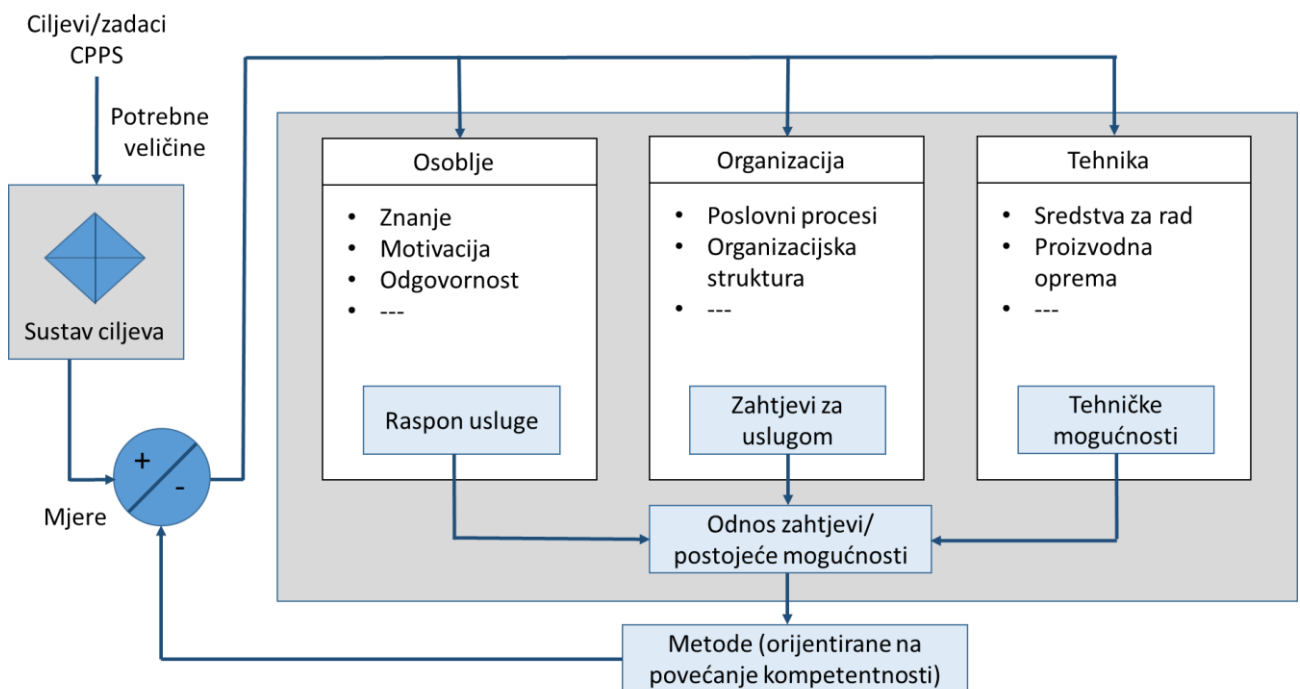 Ciljevi/zadaci
CPPS
Potrebne
veličine
Sustav ciljeva
+
-
Mjere
Osoblje
• Znanje
• Motivacija
• Odgovornost
• ---
Raspon usluge
Organizacija
• Poslovni procesi
• Organizacijska
struktura
• ---
Zahtjevi za
uslugom
Tehnika
• Sredstva za rad
• Proizvodna
oprema
• ---
Tehničke
mogućnosti
Odnos zahtjevi/
postojeće mogućnosti
Metode (orijentirane na
povećanje kompetentnosti)